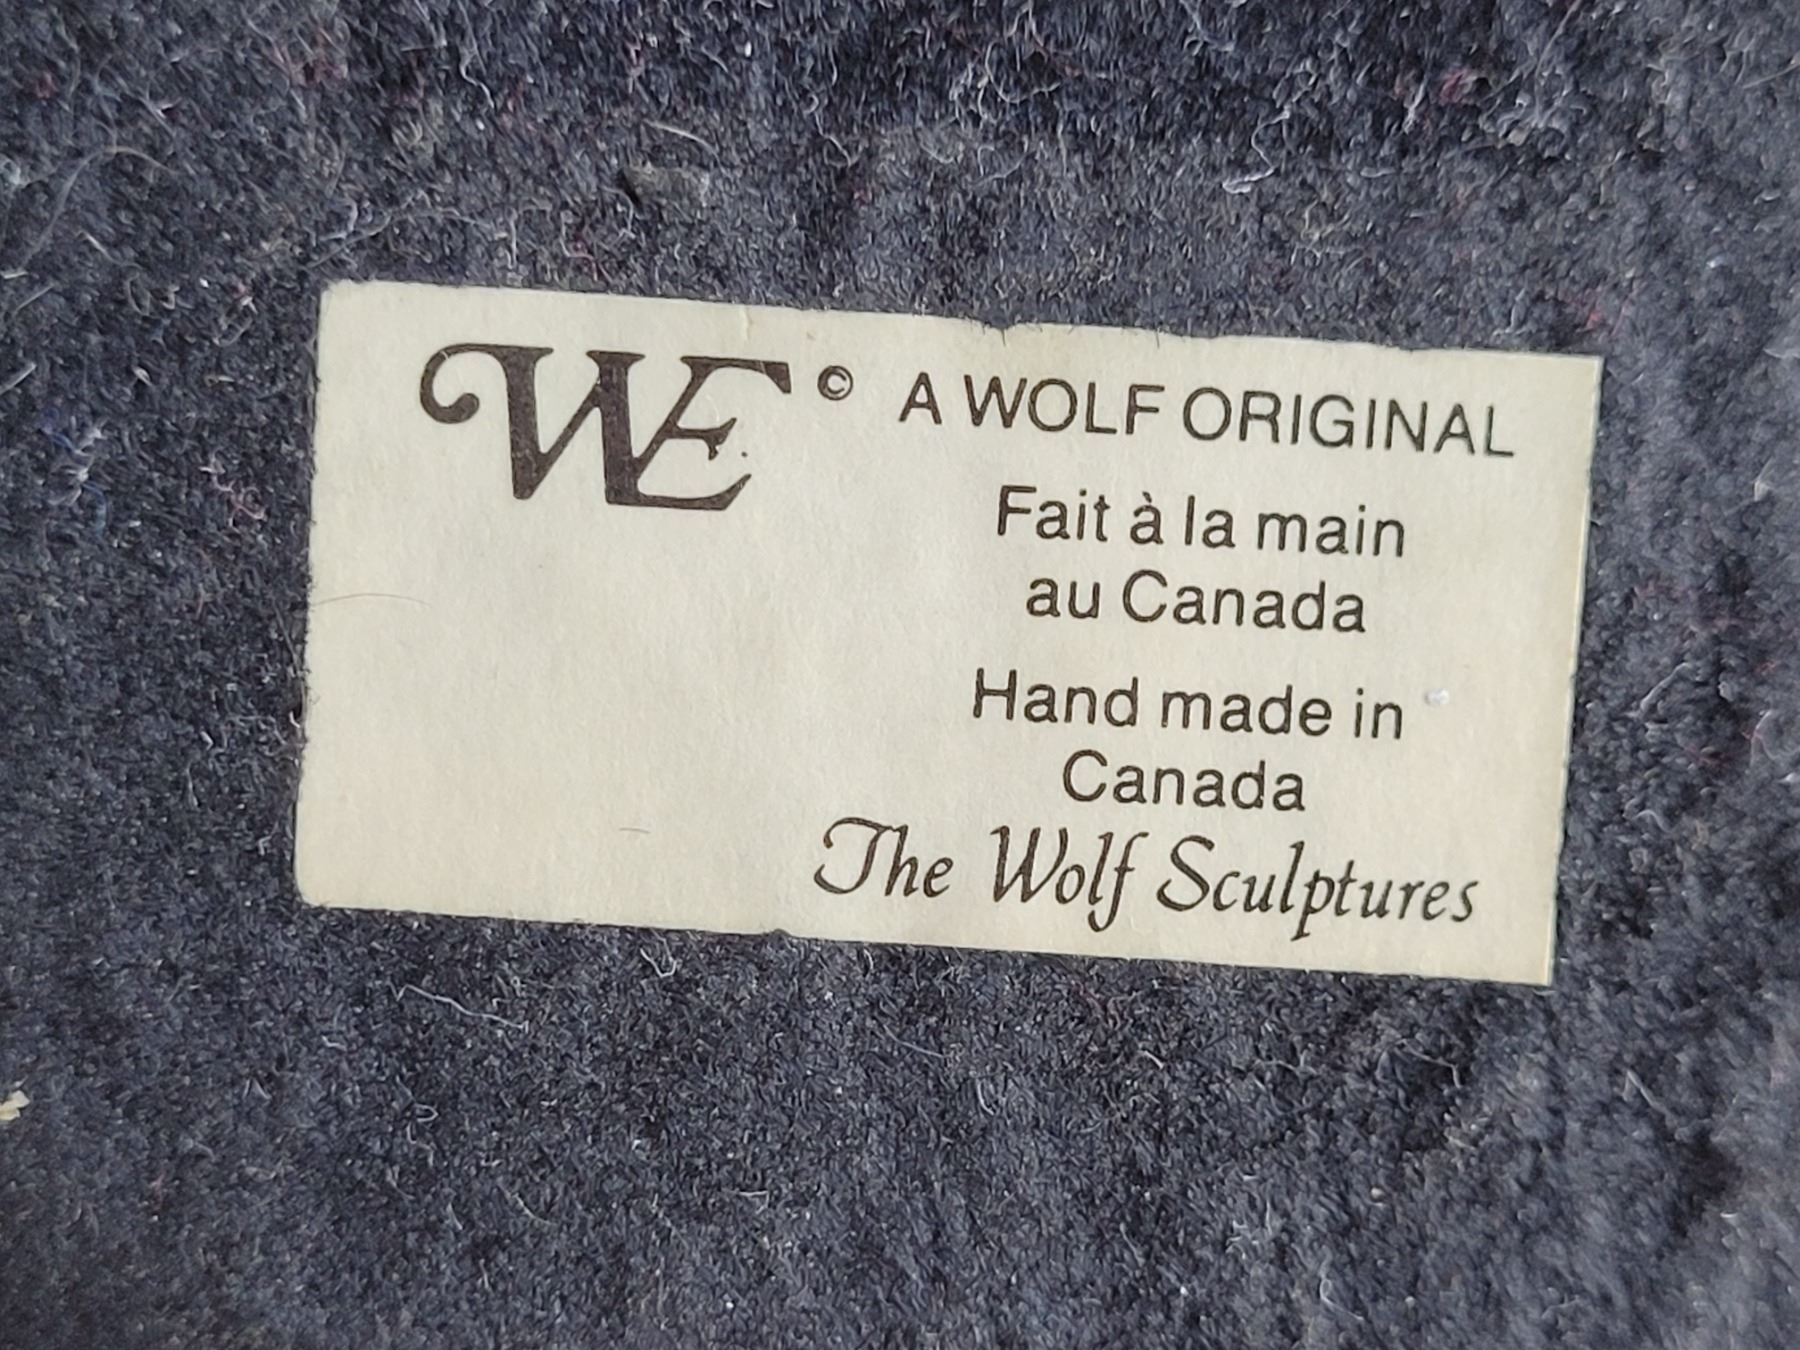 WE © A WOLF ORIGINAL
Fait à la main
au Canada
Hand made in
Canada
The Wolf Sculptures